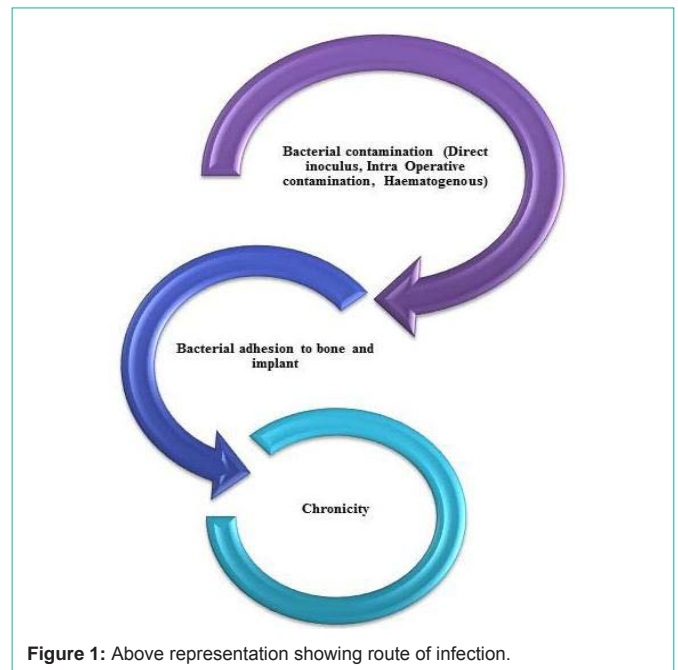 Bacterial contamination (Direct
inoculus, Intra Operative
contamination, Haematogenous)
Bacterial adhesion to bone and
implant
Chronicity
Figure 1: Above representation showing route of infection.